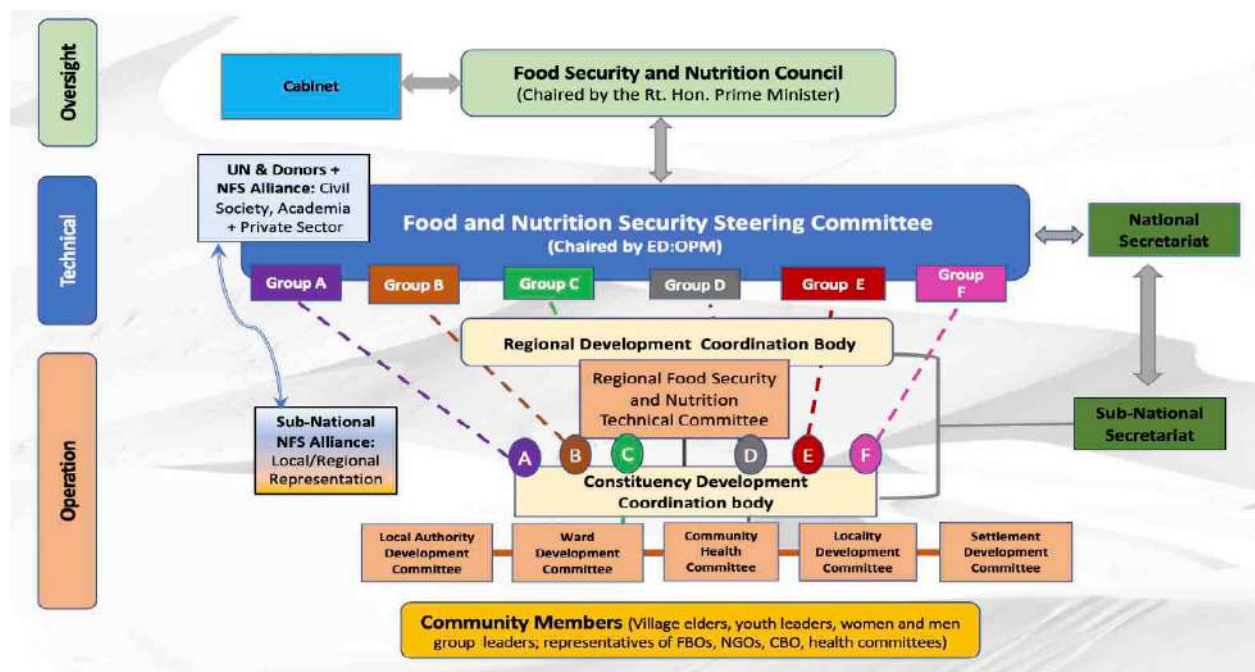 Oversight
Cabinet
Food Security and Nutrition Council
(Chaired by the Rt. Hon. Prime Minister)
Technical
UN & Donors +
NFS Alliance: Civil
Society, Academia
+ Private Sector
Food and Nutrition Security Steering Committee
(Chaired by ED:OPM)
National
Secretariat
Group A
Group B
Group C
Group D
Group E
Group
F
Operation
Regional Development Coordination Body
Regional Food Security
and Nutrition
Technical Committee
Sub-National
NFS Alliance:
Local/Regional
Representation
Sub-National
Secretariat
A
B
C
D
E
F
Constituency Development
Coordination body
Local Authority
Development
Committee
Ward
Development
Committee
Community
Health
Committee
Locality
Development
Committee
Settlement
Development
Committee
Community Members (Village elders, youth leaders, women and men
group leaders; representatives of FBOs, NGOs, CBO, health committees)